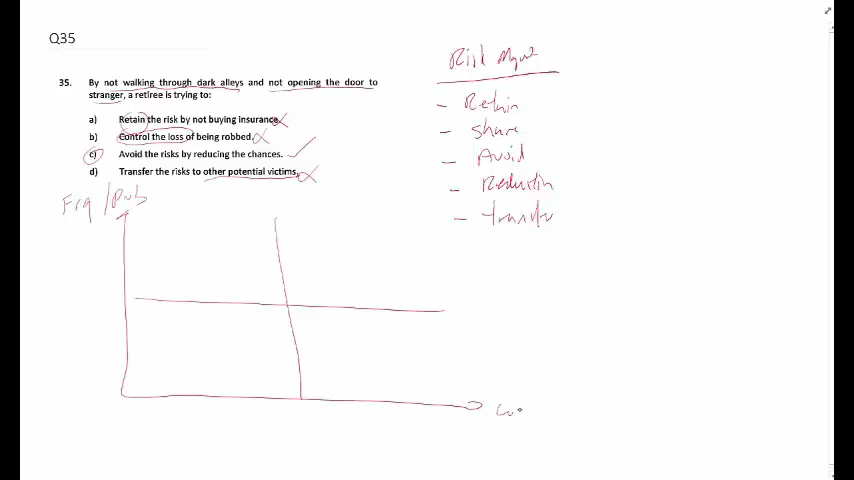 Q35
35. By not walking through dark alleys and not opening the door to
stranger, a retiree is trying to:
a) Retain the risk by not buying insurance.
b) Control the loss of being robbed.
c) Avoid the risks by reducing the chances.
d) Transfer the risks to other potential victims.
Risk Mgmt
- Retain
- Share
- Avoid
- Reduction
- Transfer
Frq / Prob